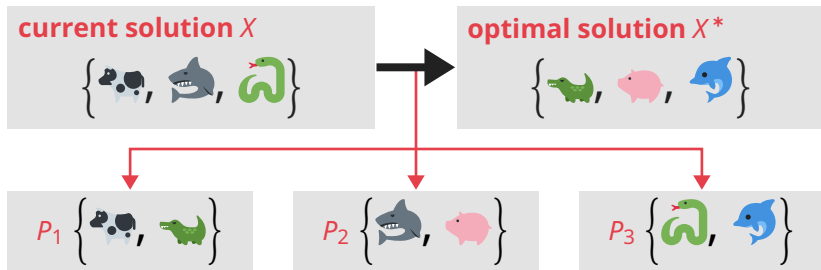 current solution X
{ , , }
optimal solution X*
{ , , }
P1 { , }
P2 { , }
P3 { , }